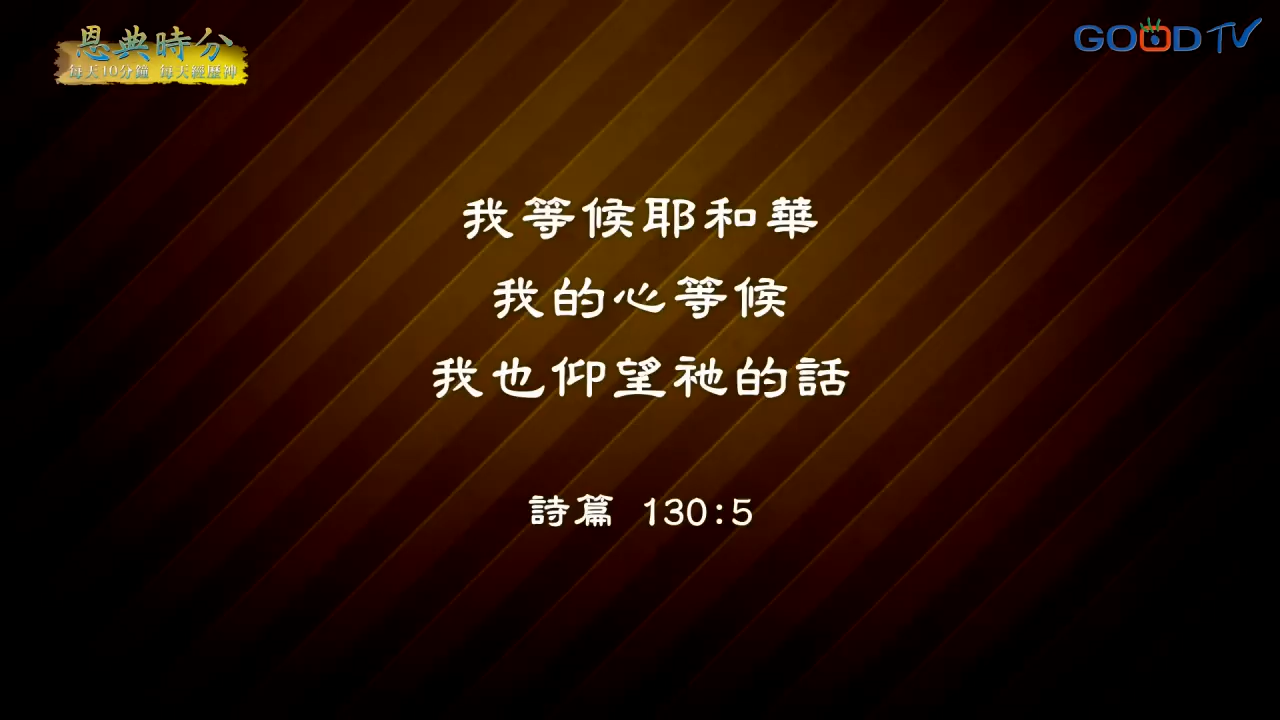 恩典時分
每天10分鐘 每天經歷神
GOOD TV
我等候耶和華
我的心等候
我也仰望祂的話
詩篇 130:5